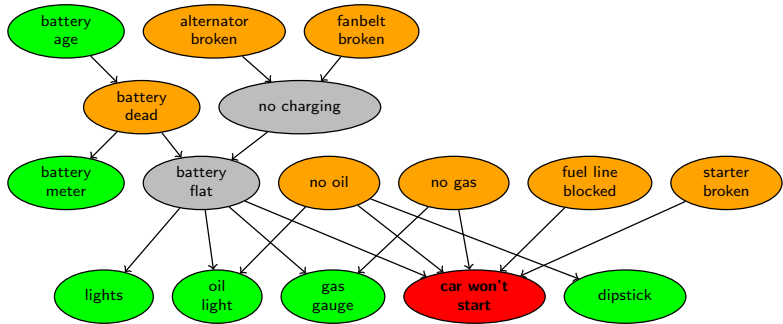 battery
age
alternator
broken
fanbelt
broken
battery
dead
no charging
battery
meter
battery
flat
no oil
no gas
fuel line
blocked
starter
broken
lights
oil
light
gas
gauge
car won't
start
dipstick